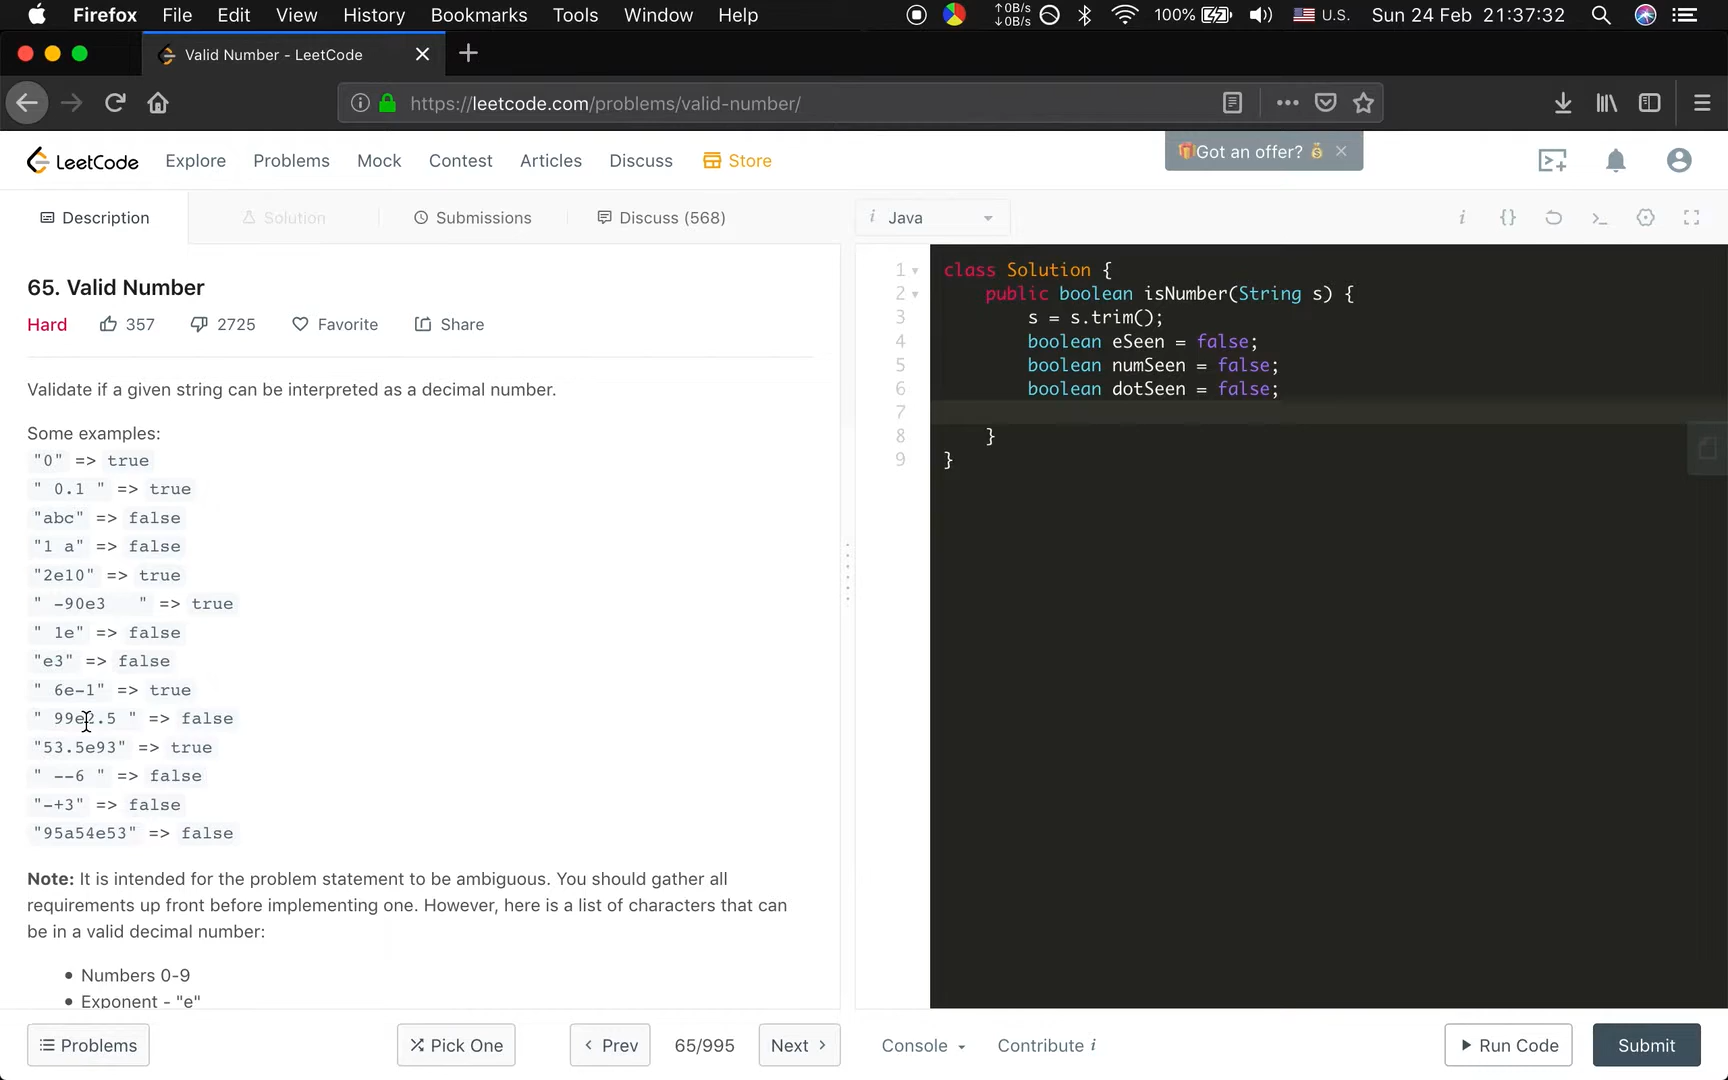 Firefox File Edit View History Bookmarks Tools Window Help ↑0B/s ↓0B/s 100% U.S. Sun 24 Feb 21:37:32
Valid Number - LeetCode
https://leetcode.com/problems/valid-number/
LeetCode Explore Problems Mock Contest Articles Discuss Store Got an offer?
Description Solution Submissions Discuss (568) i Java
65. Valid Number
Hard 357 2725 Favorite Share
Validate if a given string can be interpreted as a decimal number.
Some examples:
"0" => true
" 0.1 " => true
"abc" => false
"1 a" => false
"2e10" => true
" -90e3   " => true
" 1e" => false
"e3" => false
" 6e-1" => true
" 99e2.5 " => false
"53.5e93" => true
" --6 " => false
"-+3" => false
"95a54e53" => false
Note: It is intended for the problem statement to be ambiguous. You should gather all
requirements up front before implementing one. However, here is a list of characters that can
be in a valid decimal number:
• Numbers 0-9
• Exponent - "e"
1 class Solution {
2     public boolean isNumber(String s) {
3         s = s.trim();
4         boolean eSeen = false;
5         boolean numSeen = false;
6         boolean dotSeen = false;
7
8     }
9 }
Problems Pick One Prev 65/995 Next Console Contribute i Run Code Submit